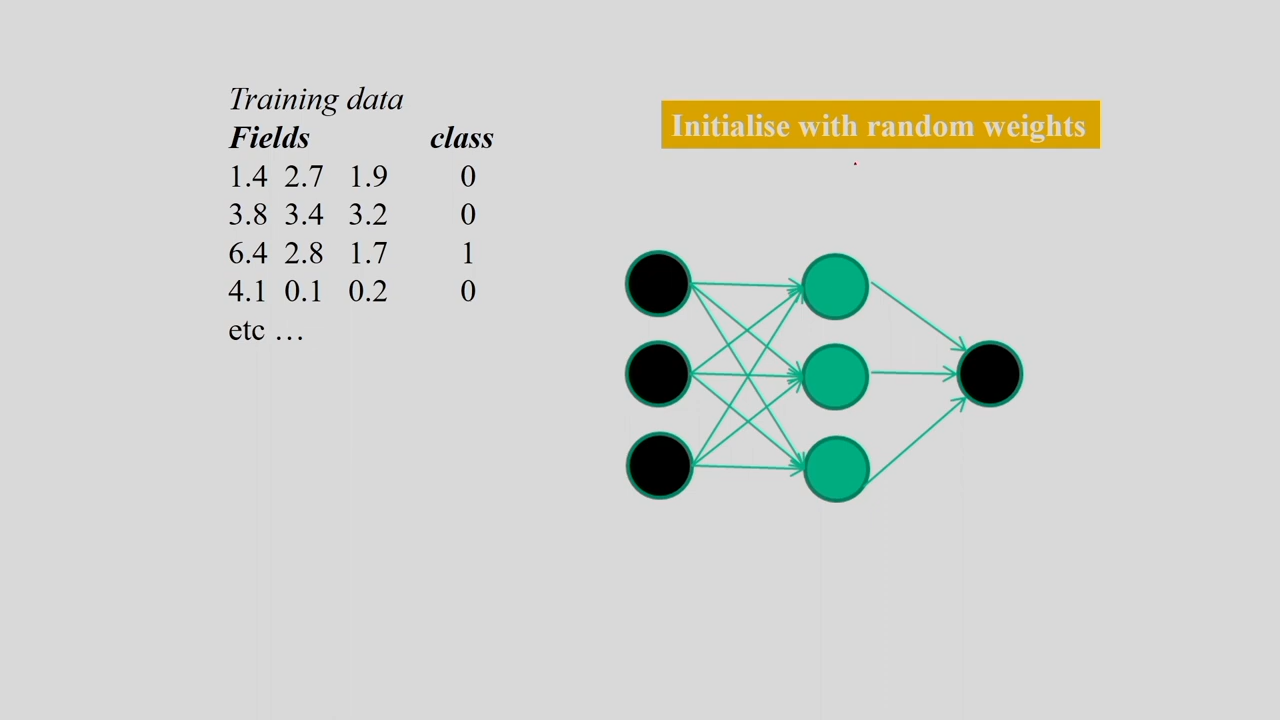 Training data
Fields class
1.4 2.7 1.9 0
3.8 3.4 3.2 0
6.4 2.8 1.7 1
4.1 0.1 0.2 0
etc …
Initialise with random weights